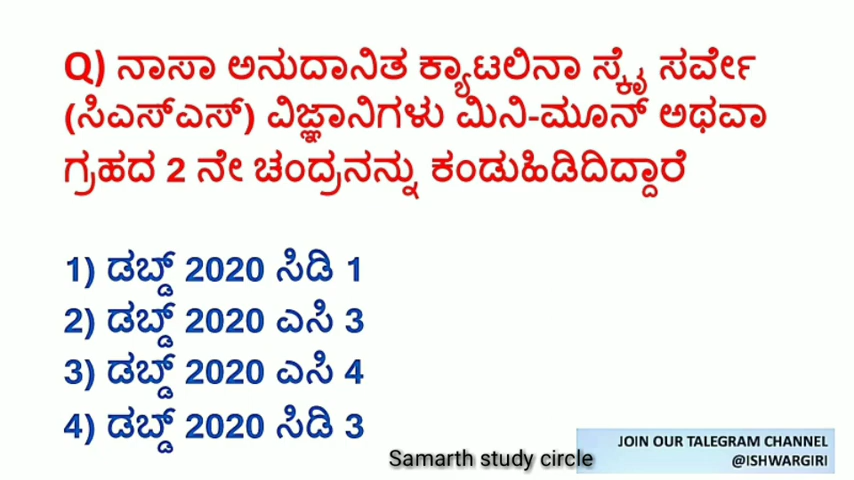 Q) ನಾಸಾ ಅನುದಾನಿತ ಕ್ಯಾಟಲಿನಾ ಸ್ಕೈ ಸರ್ವೇ
(ಸಿಎಸ್ಎಸ್) ವಿಜ್ಞಾನಿಗಳು ಮಿನಿ-ಮೂನ್ ಅಥವಾ
ಗ್ರಹದ 2 ನೇ ಚಂದ್ರನನ್ನು ಕಂಡುಹಿಡಿದಿದ್ದಾರೆ
1) ಡಬ್ಡ್ 2020 ಸಿಡಿ 1
2) ಡಬ್ಡ್ 2020 ಎಸಿ 3
3) ಡಬ್ಡ್ 2020 ಎಸಿ 4
4) ಡಬ್ಡ್ 2020 ಸಿಡಿ 3
JOIN OUR TALEGRAM CHANNEL
@ISHWARGIRI
Samarth study circle